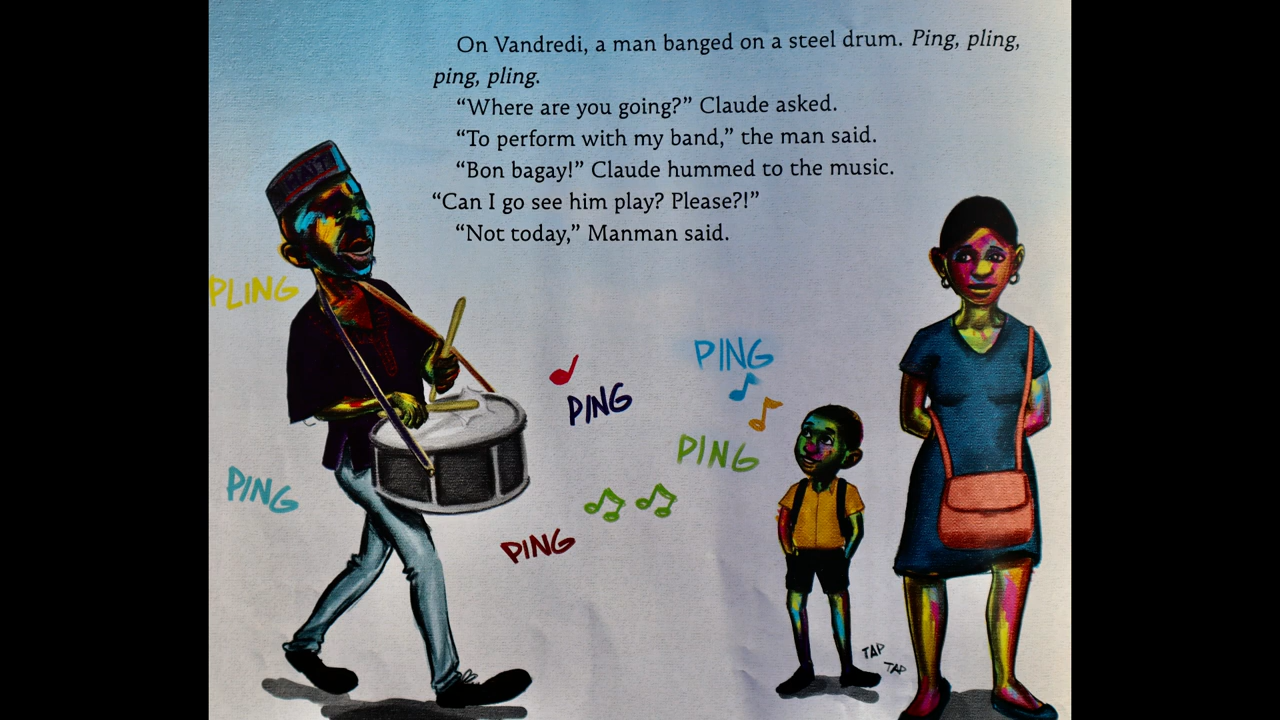 On Vandredi, a man banged on a steel drum. Ping, pling,
ping, pling.
“Where are you going?” Claude asked.
“To perform with my band,” the man said.
“Bon bagay!” Claude hummed to the music.
“Can I go see him play? Please?!”
“Not today,” Manman said.
HAITI
PLING
PING
PING
PING
PING
PING
TAP
TAP